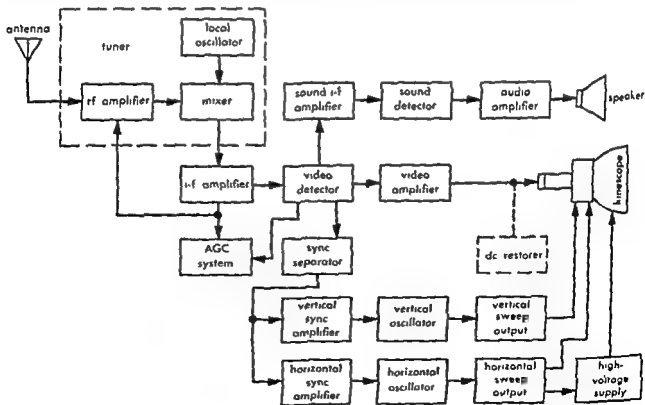 antenna
tuner
local
oscillator
rf amplifier
mixer
sound i-f
amplifier
sound
detector
audio
amplifier
speaker
i-f amplifier
video
detector
video
amplifier
kinescope
AGC
system
sync
separator
dc restorer
vertical
sync
amplifier
vertical
oscillator
vertical
sweep
output
horizontal
sync
amplifier
horizontal
oscillator
horizontal
sweep
output
high-
voltage
supply